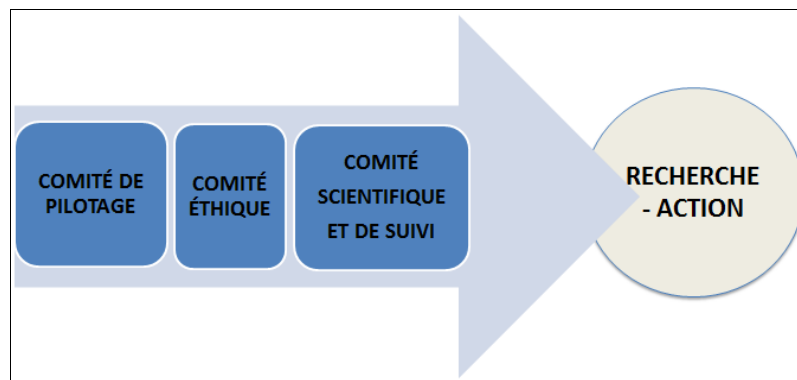 COMITÉ DE
PILOTAGE
COMITÉ
ÉTHIQUE
COMITÉ
SCIENTIFIQUE
ET DE SUIVI
RECHERCHE
- ACTION